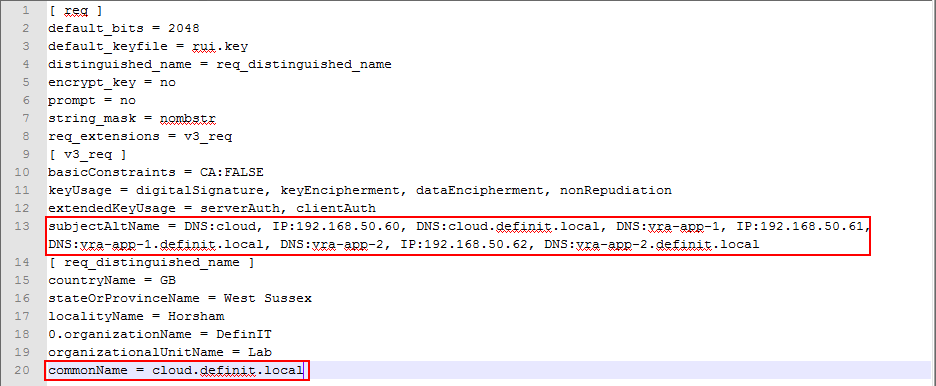 1 [ req ]
2 default_bits = 2048
3 default_keyfile = rui.key
4 distinguished_name = req_distinguished_name
5 encrypt_key = no
6 prompt = no
7 string_mask = nombstr
8 req_extensions = v3_req
9 [ v3_req ]
10 basicConstraints = CA:FALSE
11 keyUsage = digitalSignature, keyEncipherment, dataEncipherment, nonRepudiation
12 extendedKeyUsage = serverAuth, clientAuth
13 subjectAltName = DNS:cloud, IP:192.168.50.60, DNS:cloud.definit.local, DNS:vra-app-1, IP:192.168.50.61,
DNS:vra-app-1.definit.local, DNS:vra-app-2, IP:192.168.50.62, DNS:vra-app-2.definit.local
14 [ req_distinguished_name ]
15 countryName = GB
16 stateOrProvinceName = West Sussex
17 localityName = Horsham
18 0.organizationName = DefinIT
19 organizationalUnitName = Lab
20 commonName = cloud.definit.local